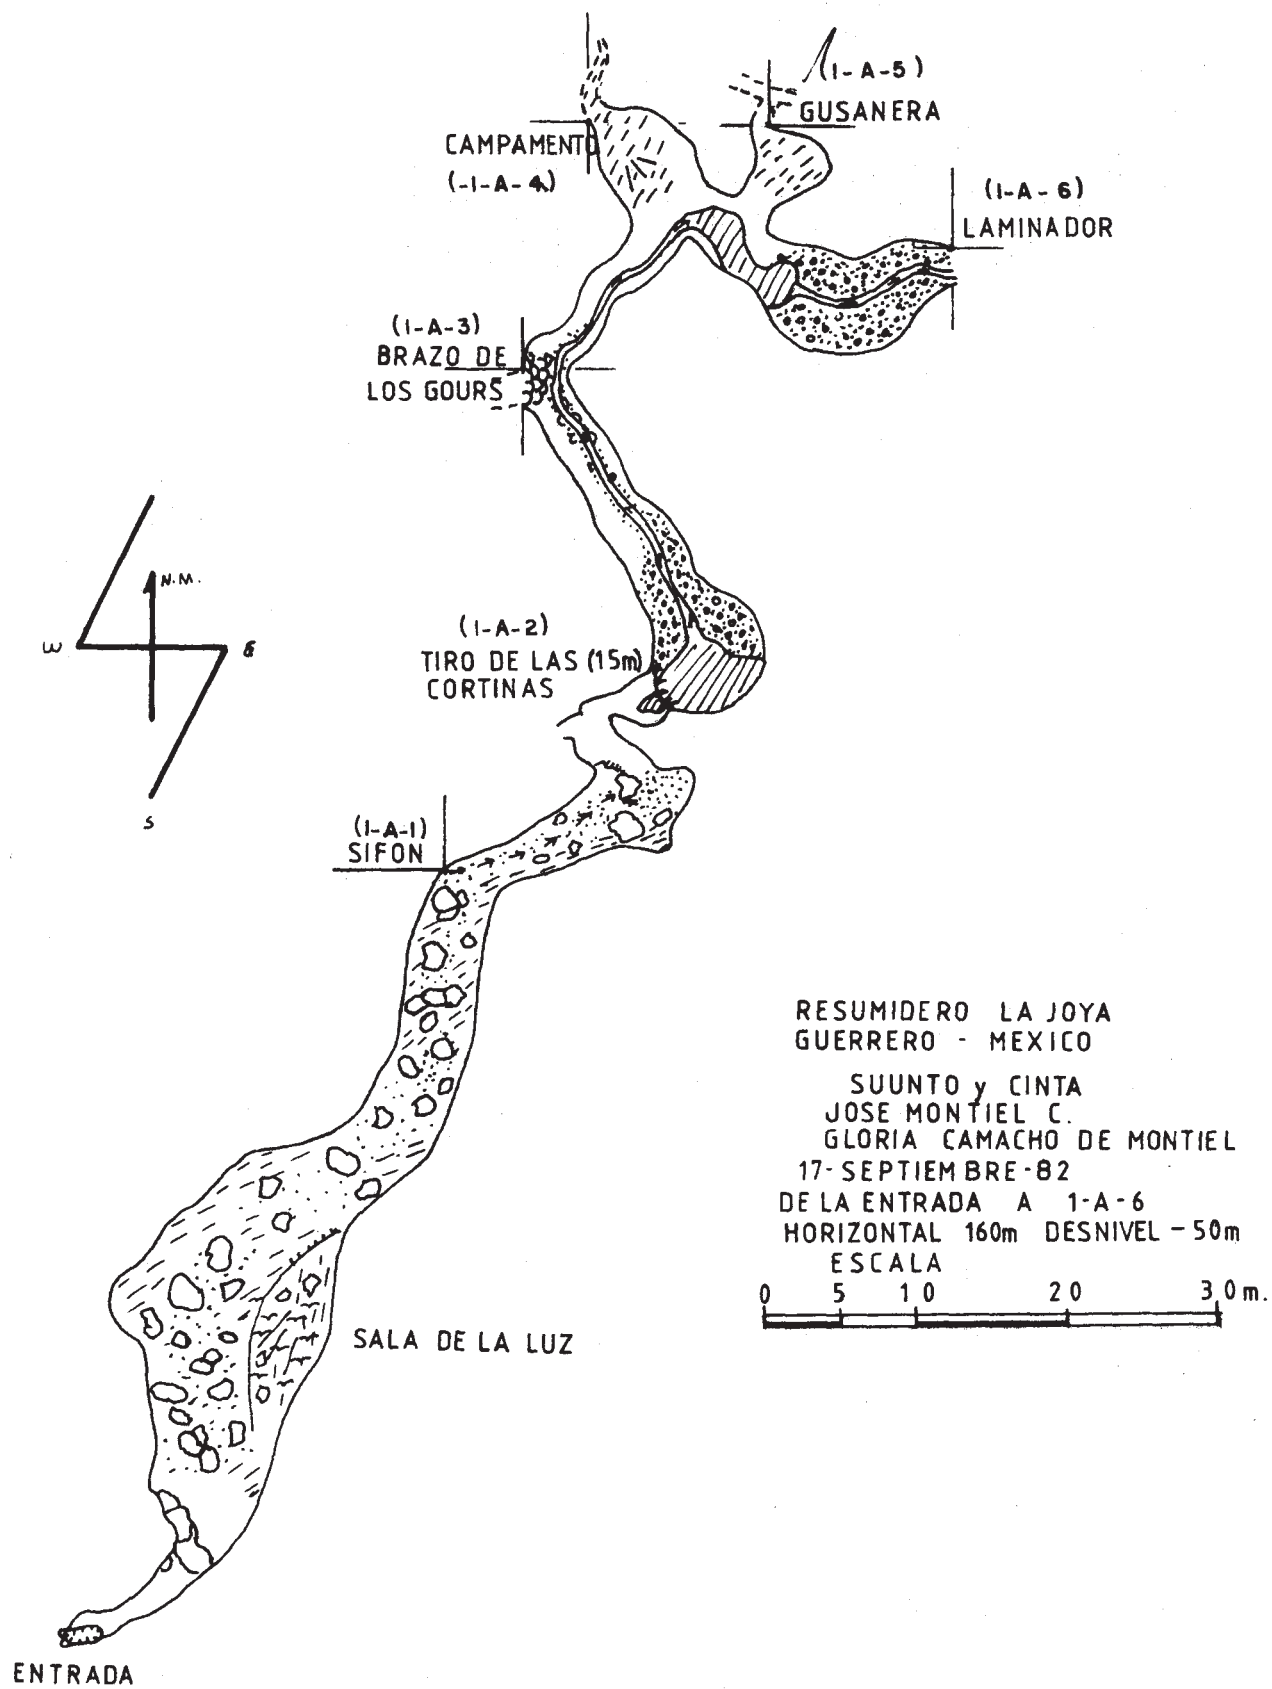 (1-A-5)
GUSANERA
CAMPAMENTO
(-1-A-4)
(1-A-6)
LAMINADOR
(1-A-3)
BRAZO DE
LOS GOURS
N.M.
W
E
S
(1-A-2)
TIRO DE LAS (15m)
CORTINAS
(1-A-1)
SIFON
RESUMIDERO LA JOYA
GUERRERO - MEXICO
SUUNTO y CINTA
JOSE MONTIEL C.
GLORIA CAMACHO DE MONTIEL
17-SEPTIEMBRE-82
DE LA ENTRADA A 1-A-6
HORIZONTAL 160m DESNIVEL -50m
ESCALA
0 5 10 20 30m.
SALA DE LA LUZ
ENTRADA